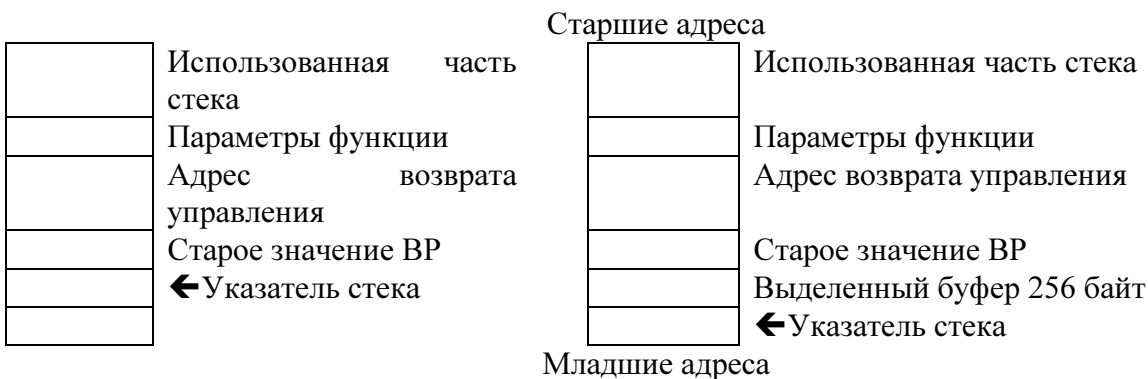 Старшие адреса
Использованная часть
стека
Параметры функции
Адрес возврата
управления
Старое значение BP
🡸Указатель стека
Использованная часть стека
Параметры функции
Адрес возврата управления
Старое значение BP
Выделенный буфер 256 байт
🡸Указатель стека
Младшие адреса